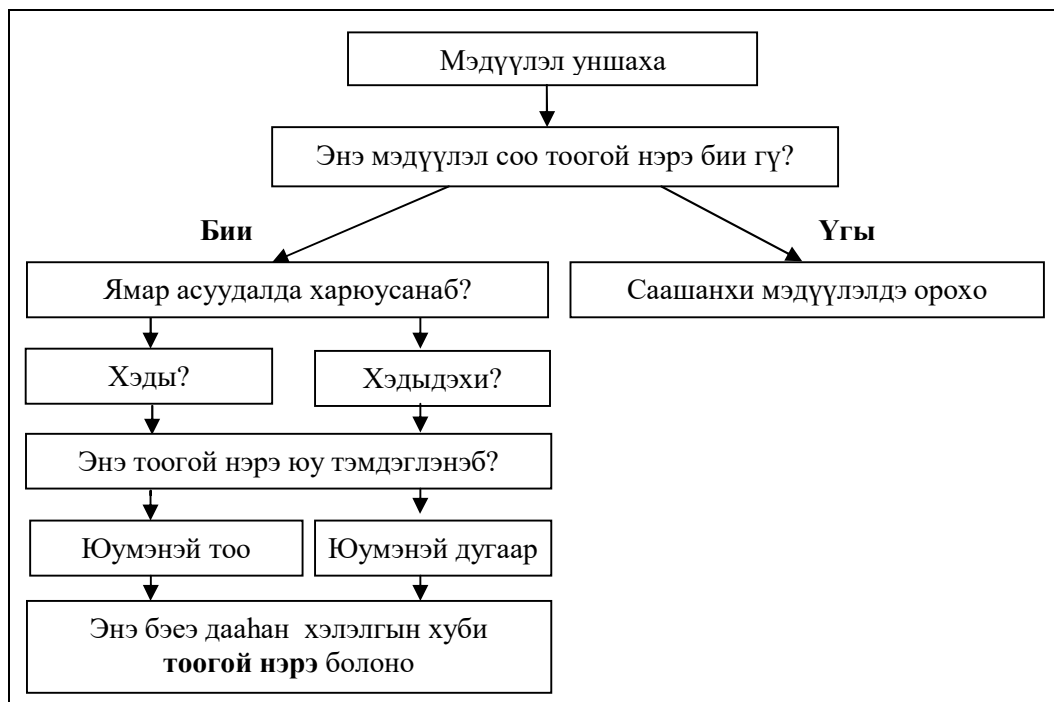 Мэдүүлэл уншаха
Энэ мэдүүлэл соо тоогой нэрэ бии гү?
Бии
Үгы
Ямар асуудалда харюусанаб?
Саашанхи мэдүүлэлдэ орохо
Хэды?
Хэдыдэхи?
Энэ тоогой нэрэ юу тэмдэглэнэб?
Юумэнэй тоо
Юумэнэй дугаар
Энэ бэеэ дааhан хэлэлгын хуби
тоогой нэрэ болоно